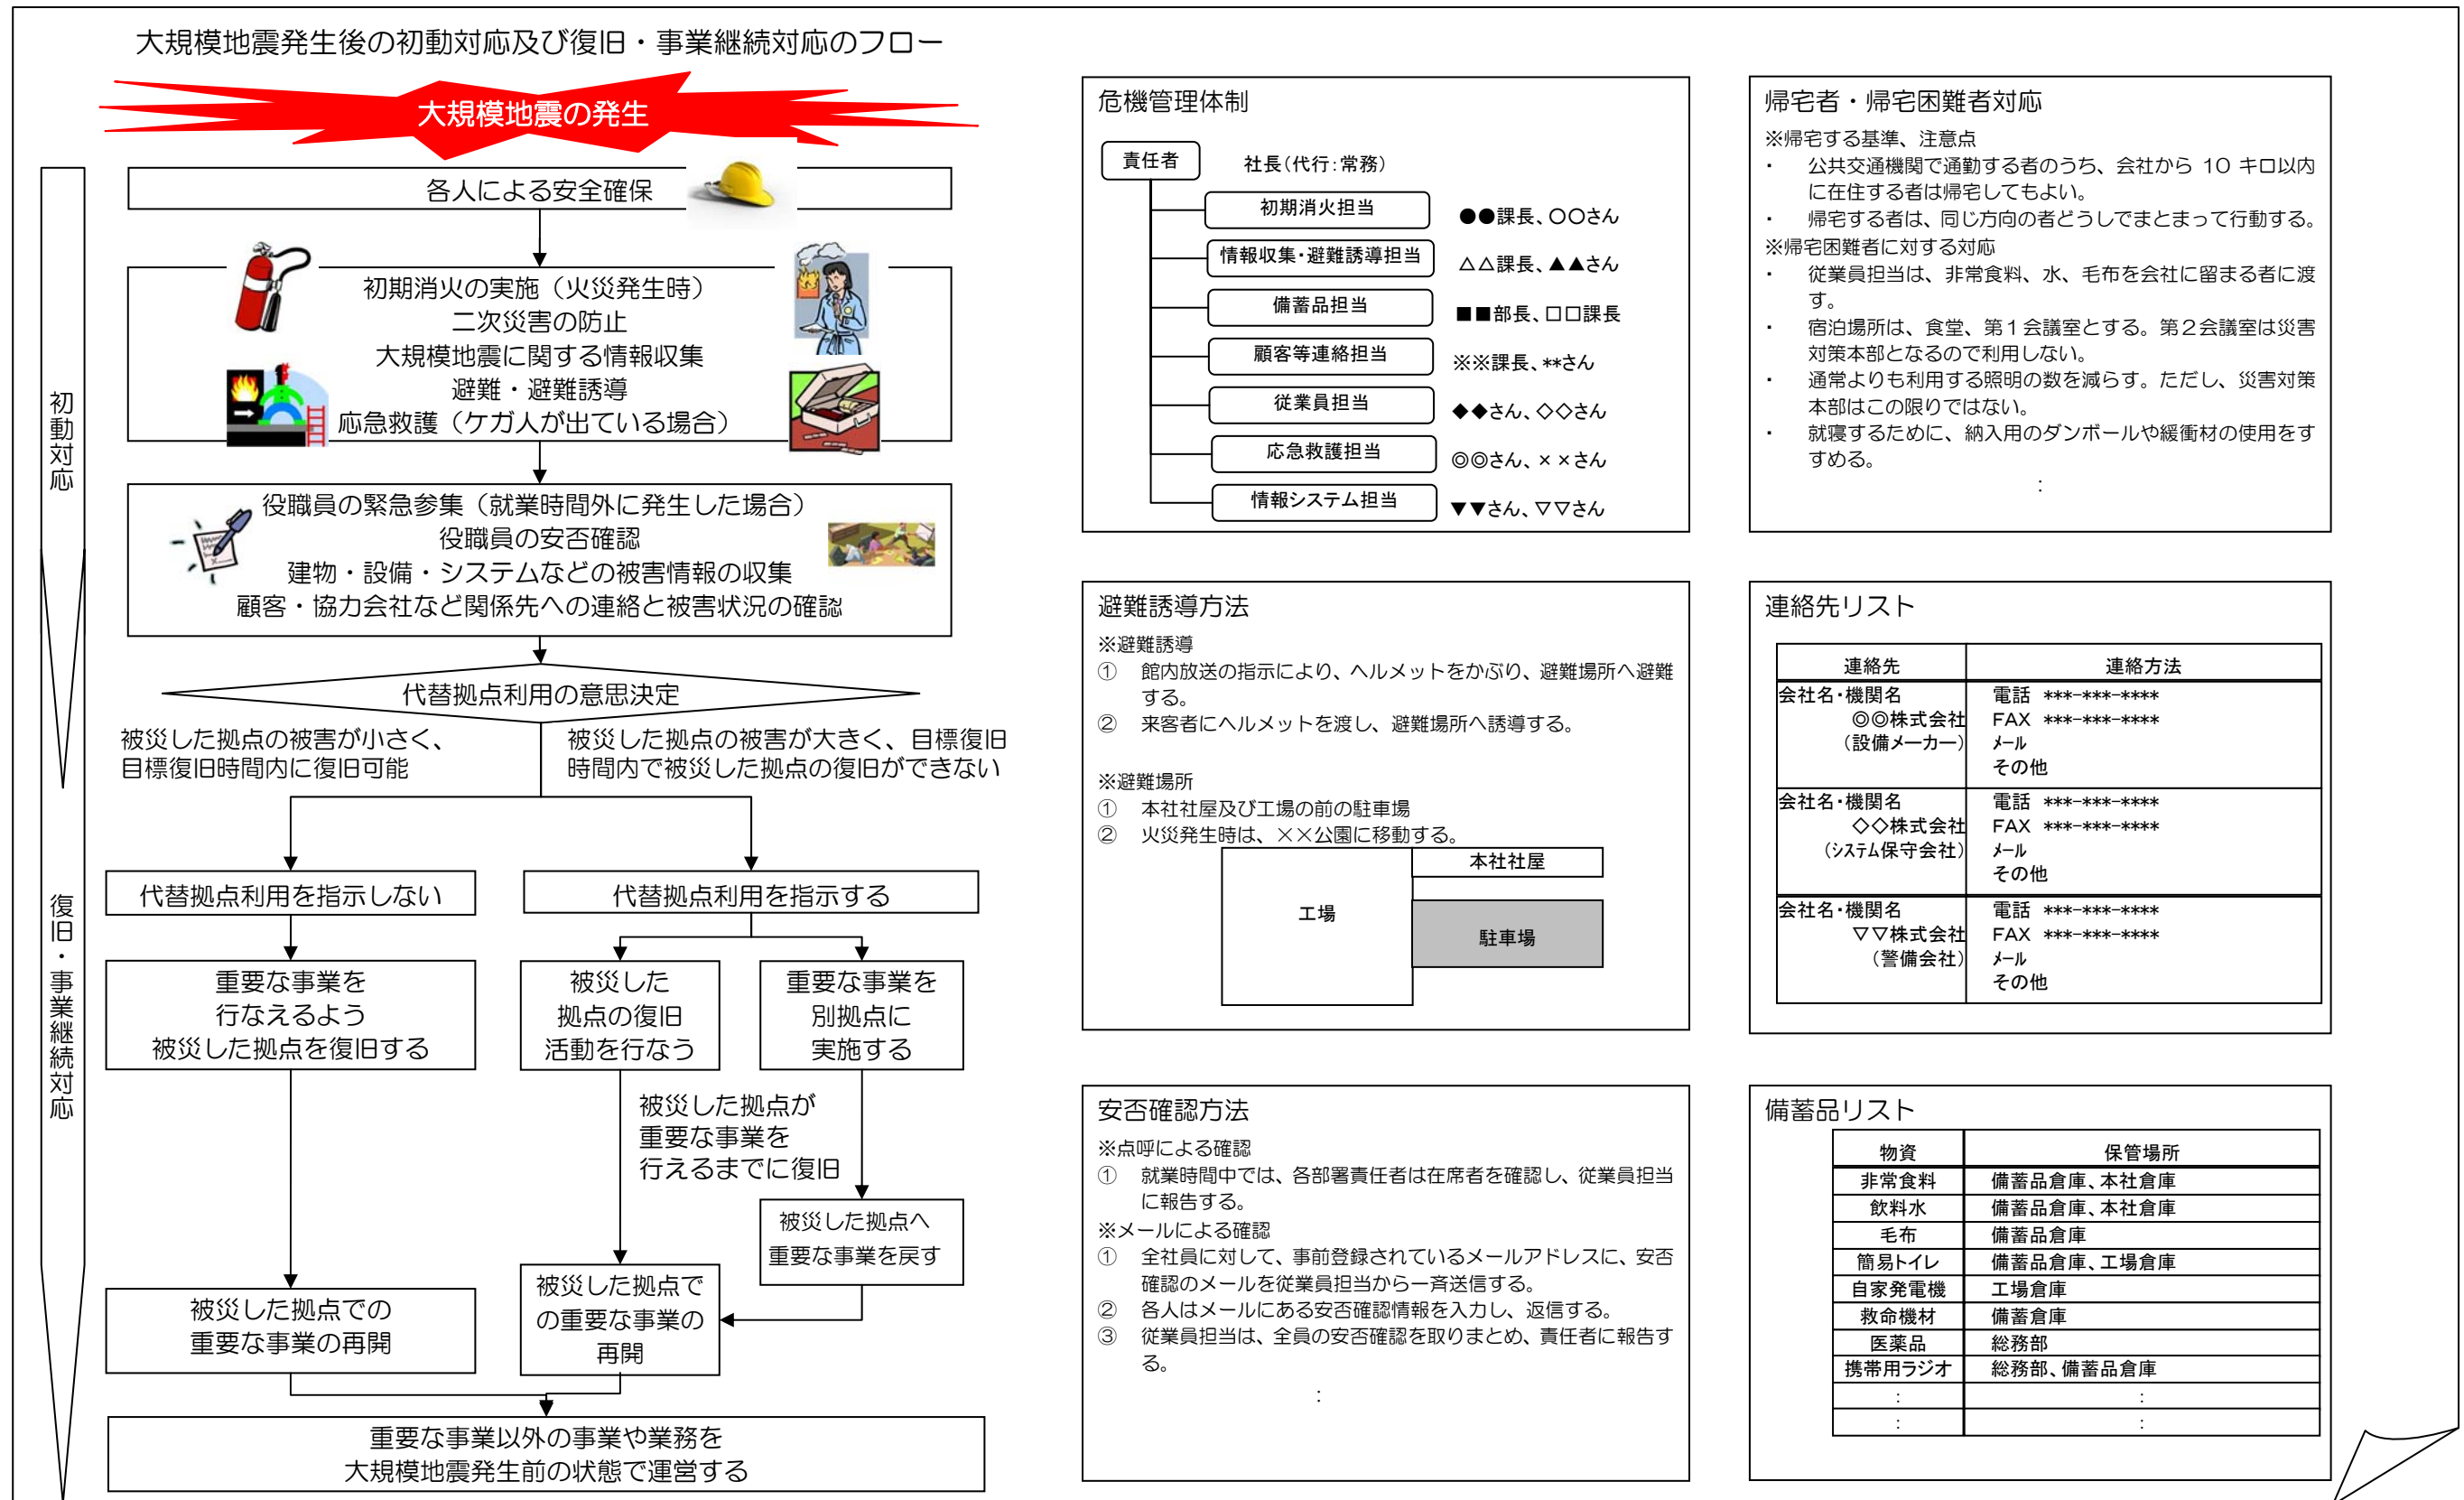 大規模地震発生後の初動対応及び復旧・事業継続対応のフロー
大規模地震の発生
初動対応
復旧・事業継続対応
各人による安全確保
初期消火の実施（火災発生時）
二次災害の防止
大規模地震に関する情報収集
避難・避難誘導
応急救護（ケガ人が出ている場合）
役職員の緊急参集（就業時間外に発生した場合）
役職員の安否確認
建物・設備・システムなどの被害情報の収集
顧客・協力会社など関係先への連絡と被害状況の確認
代替拠点利用の意思決定
被災した拠点の被害が小さく、
目標復旧時間内に復旧可能
被災した拠点の被害が大きく、目標復旧
時間内で被災した拠点の復旧ができない
代替拠点利用を指示しない
代替拠点利用を指示する
重要な事業を
行なえるよう
被災した拠点を復旧する
被災した
拠点の復旧
活動を行なう
重要な事業を
別拠点に
実施する
被災した拠点が
重要な事業を
行えるまでに復旧
被災した拠点へ
重要な事業を戻す
被災した拠点での
重要な事業の再開
被災した拠点で
の重要な事業の
再開
重要な事業以外の事業や業務を
大規模地震発生前の状態で運営する
危機管理体制
責任者　社長（代行：常務）
初期消火担当　●●課長、○○さん
情報収集・避難誘導担当　△△課長、▲▲さん
備蓄品担当　■■部長、□□課長
顧客等連絡担当　※※課長、**さん
従業員担当　◆◆さん、◇◇さん
応急救護担当　◎◎さん、××さん
情報システム担当　▼▼さん、▽▽さん
避難誘導方法
※避難誘導
①　館内放送の指示により、ヘルメットをかぶり、避難場所へ避難
する。
②　来客者にヘルメットを渡し、避難場所へ誘導する。
※避難場所
①　本社社屋及び工場の前の駐車場
②　火災発生時は、××公園に移動する。
本社社屋
工場
駐車場
安否確認方法
※点呼による確認
①　就業時間中では、各部署責任者は在席者を確認し、従業員担当
に報告する。
※メールによる確認
①　全社員に対して、事前登録されているメールアドレスに、安否
確認のメールを従業員担当から一斉送信する。
②　各人はメールにある安否確認情報を入力し、返信する。
③　従業員担当は、全員の安否確認を取りまとめ、責任者に報告す
る。
：
帰宅者・帰宅困難者対応
※帰宅する基準、注意点
・　公共交通機関で通勤する者のうち、会社から 10 キロ以内
に在住する者は帰宅してもよい。
・　帰宅する者は、同じ方向の者どうしでまとまって行動する。
※帰宅困難者に対する対応
・　従業員担当は、非常食料、水、毛布を会社に留まる者に渡
す。
・　宿泊場所は、食堂、第１会議室とする。第２会議室は災害
対策本部となるので利用しない。
・　通常よりも利用する照明の数を減らす。ただし、災害対策
本部はこの限りではない。
・　就寝するために、納入用のダンボールや緩衝材の使用をす
すめる。
：
連絡先リスト
連絡先　連絡方法
会社名・機関名　電話 ***-***-****
◎◎株式会社　FAX ***-***-****
（設備メーカー）　メール
その他
会社名・機関名　電話 ***-***-****
◇◇株式会社　FAX ***-***-****
（システム保守会社）　メール
その他
会社名・機関名　電話 ***-***-****
▽▽株式会社　FAX ***-***-****
（警備会社）　メール
その他
備蓄品リスト
物資　保管場所
非常食料　備蓄品倉庫、本社倉庫
飲料水　備蓄品倉庫、本社倉庫
毛布　備蓄品倉庫
簡易トイレ　備蓄品倉庫、工場倉庫
自家発電機　工場倉庫
救命機材　備蓄倉庫
医薬品　総務部
携帯用ラジオ　総務部、備蓄品倉庫
：　：
：　：